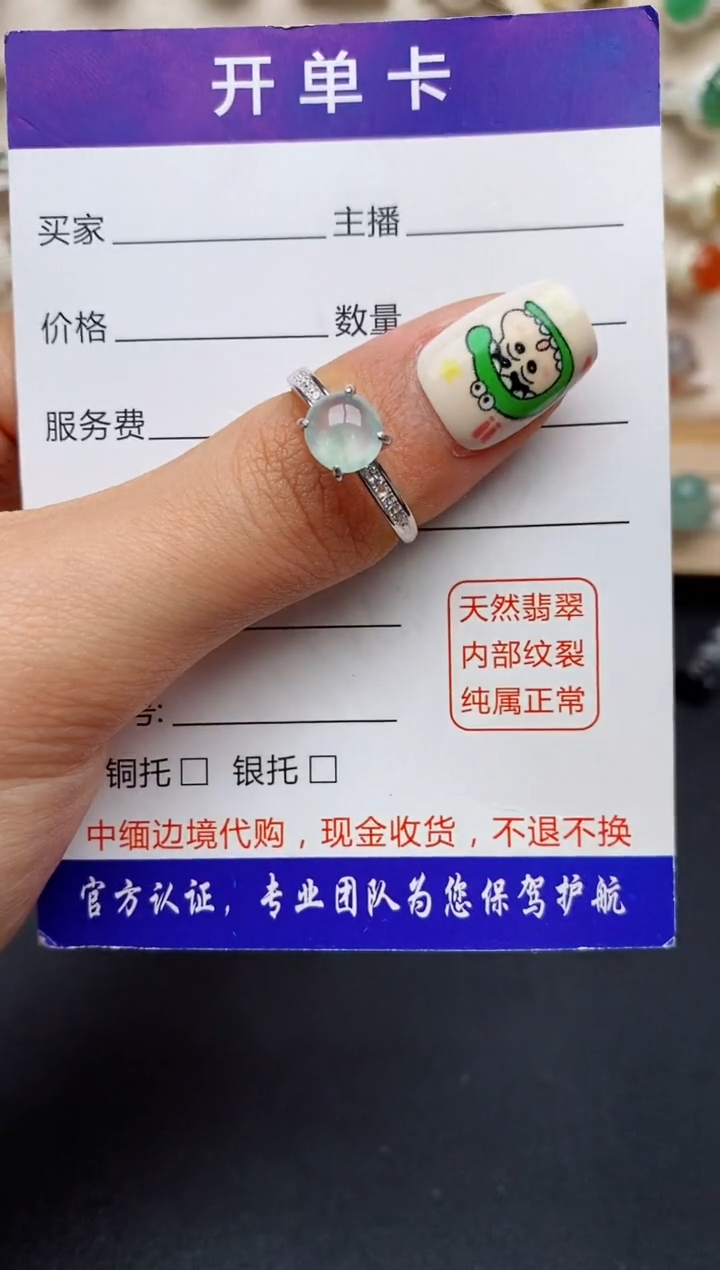 开单卡
买家 主播
价格 数量
服务费
天然翡翠
内部纹裂
纯属正常
号:
铜托□ 银托□
中缅边境代购，现金收货，不退不换
官方认证，专业团队为您保驾护航